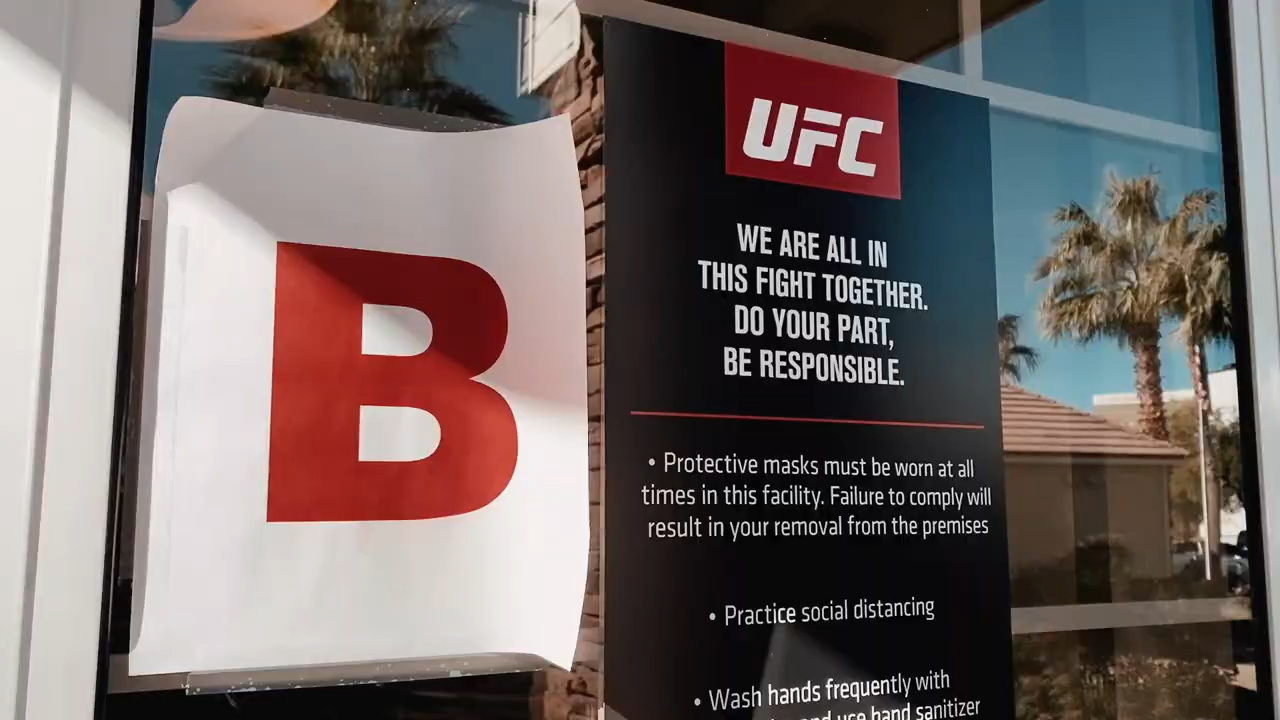 B
UFC
WE ARE ALL IN
THIS FIGHT TOGETHER.
DO YOUR PART,
BE RESPONSIBLE.
• Protective masks must be worn at all
times in this facility. Failure to comply will
result in your removal from the premises
• Practice social distancing
• Wash hands frequently with
and use hand sanitizer